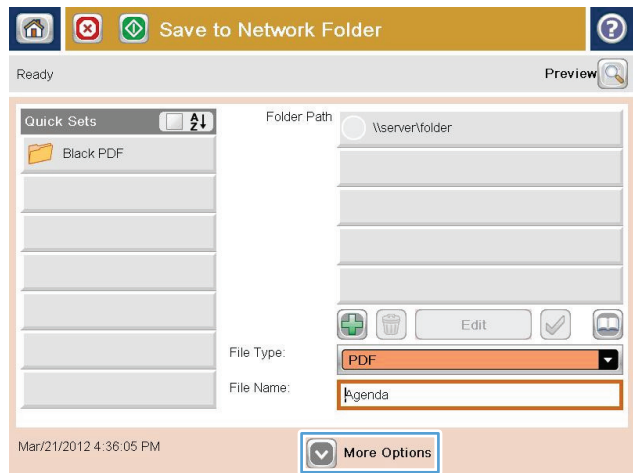 Save to Network Folder
Ready
Preview
Quick Sets
Folder Path
\\server\folder
Black PDF
Edit
File Type:
PDF
File Name:
Agenda
Mar/21/2012 4:36:05 PM
More Options